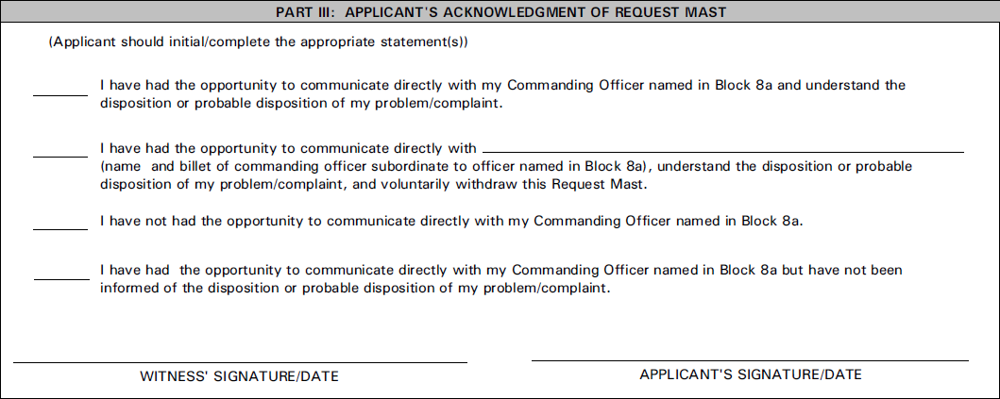 PART III: APPLICANT'S ACKNOWLEDGMENT OF REQUEST MAST
(Applicant should initial/complete the appropriate statement(s))
I have had the opportunity to communicate directly with my Commanding Officer named in Block 8a and understand the
disposition or probable disposition of my problem/complaint.
I have had the opportunity to communicate directly with
(name and billet of commanding officer subordinate to officer named in Block 8a), understand the disposition or probable
disposition of my problem/complaint, and voluntarily withdraw this Request Mast.
I have not had the opportunity to communicate directly with my Commanding Officer named in Block 8a.
I have had the opportunity to communicate directly with my Commanding Officer named in Block 8a but have not been
informed of the disposition or probable disposition of my problem/complaint.
WITNESS' SIGNATURE/DATE
APPLICANT'S SIGNATURE/DATE